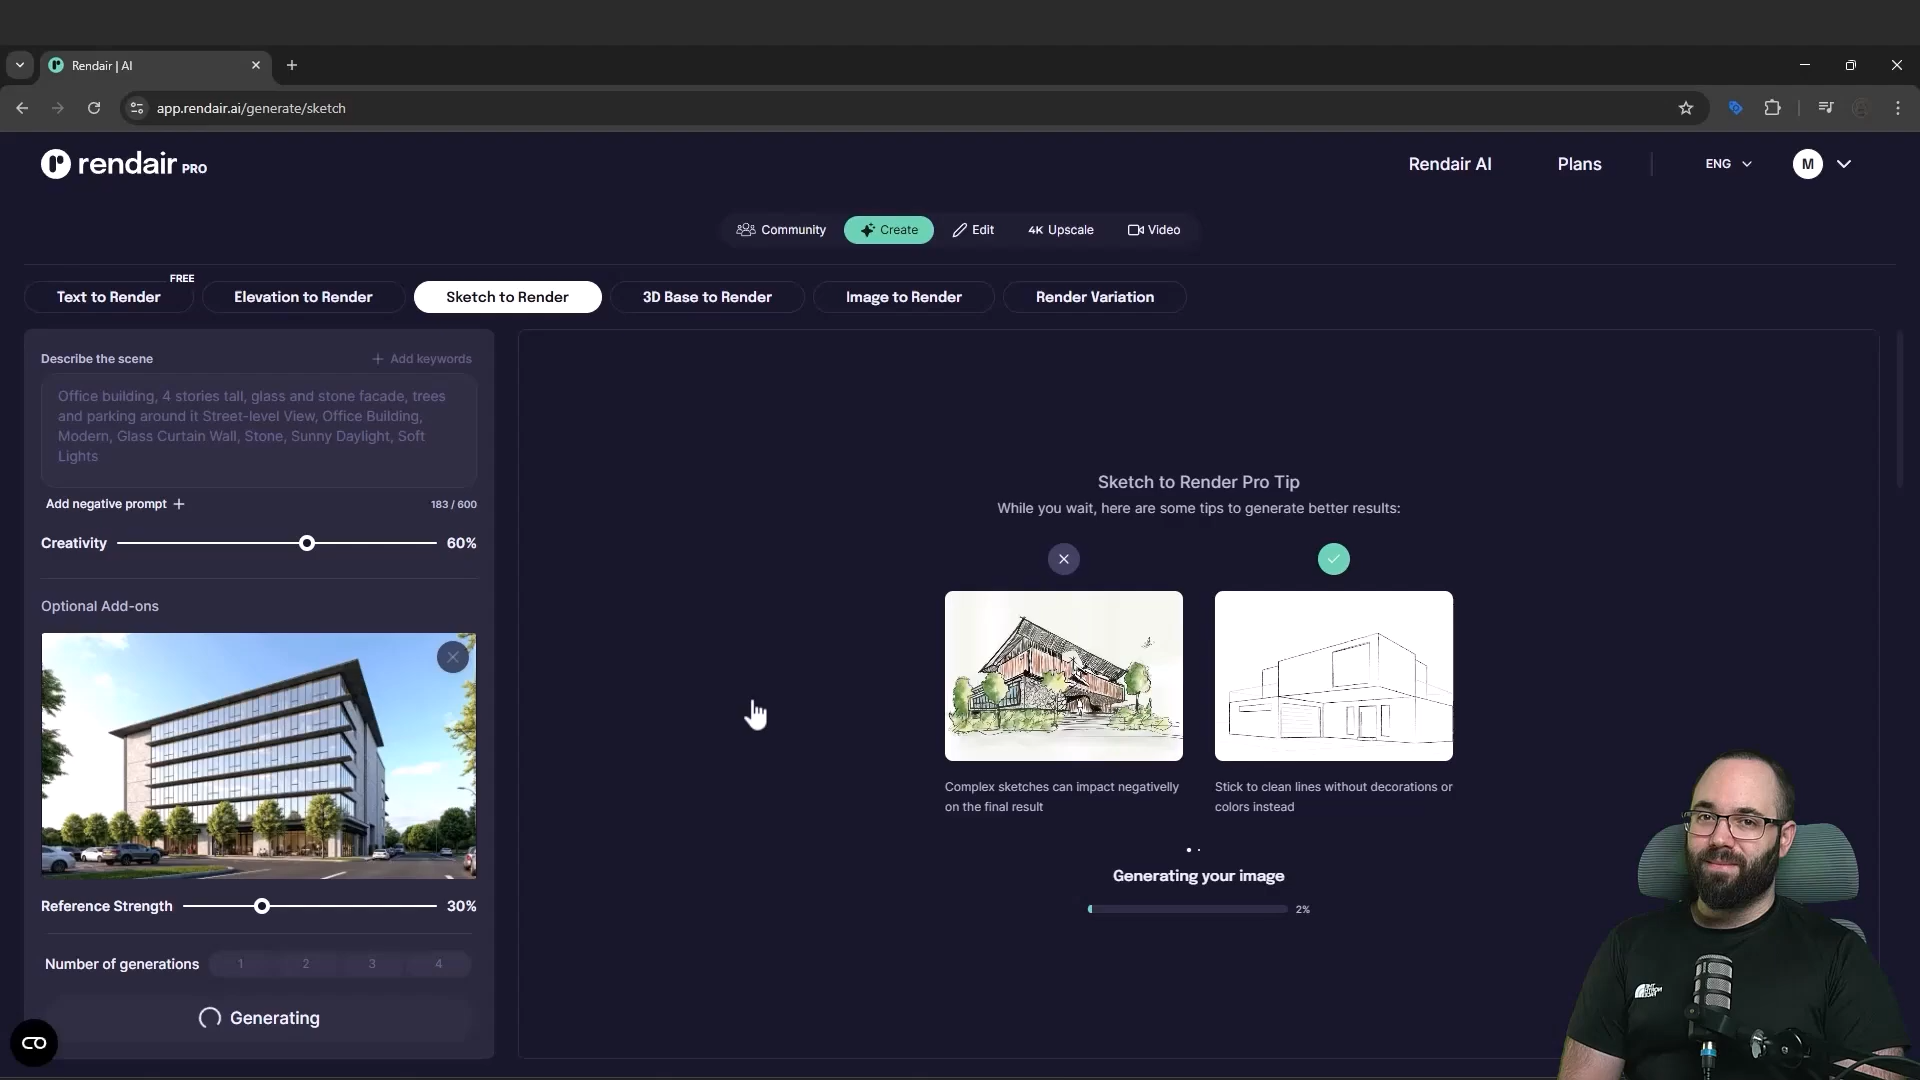 Rendair | AI
app.rendair.ai/generate/sketch
rendair PRO
Rendair AI
Plans
ENG
M
Community
Create
Edit
4K Upscale
Video
FREE
Text to Render
Elevation to Render
Sketch to Render
3D Base to Render
Image to Render
Render Variation
Describe the scene
+ Add keywords
Office building, 4 stories tall, glass and stone facade, trees
and parking around it Street-level View, Office Building,
Modern, Glass Curtain Wall, Stone, Sunny Daylight, Soft
Lights
Add negative prompt +
183 / 600
Creativity
60%
Optional Add-ons
Reference Strength
30%
Number of generations
1
2
3
4
Generating
Sketch to Render Pro Tip
While you wait, here are some tips to generate better results:
Complex sketches can impact negativelly
on the final result
Stick to clean lines without decorations or
colors instead
Generating your image
2%
THE
NORTH
FACE